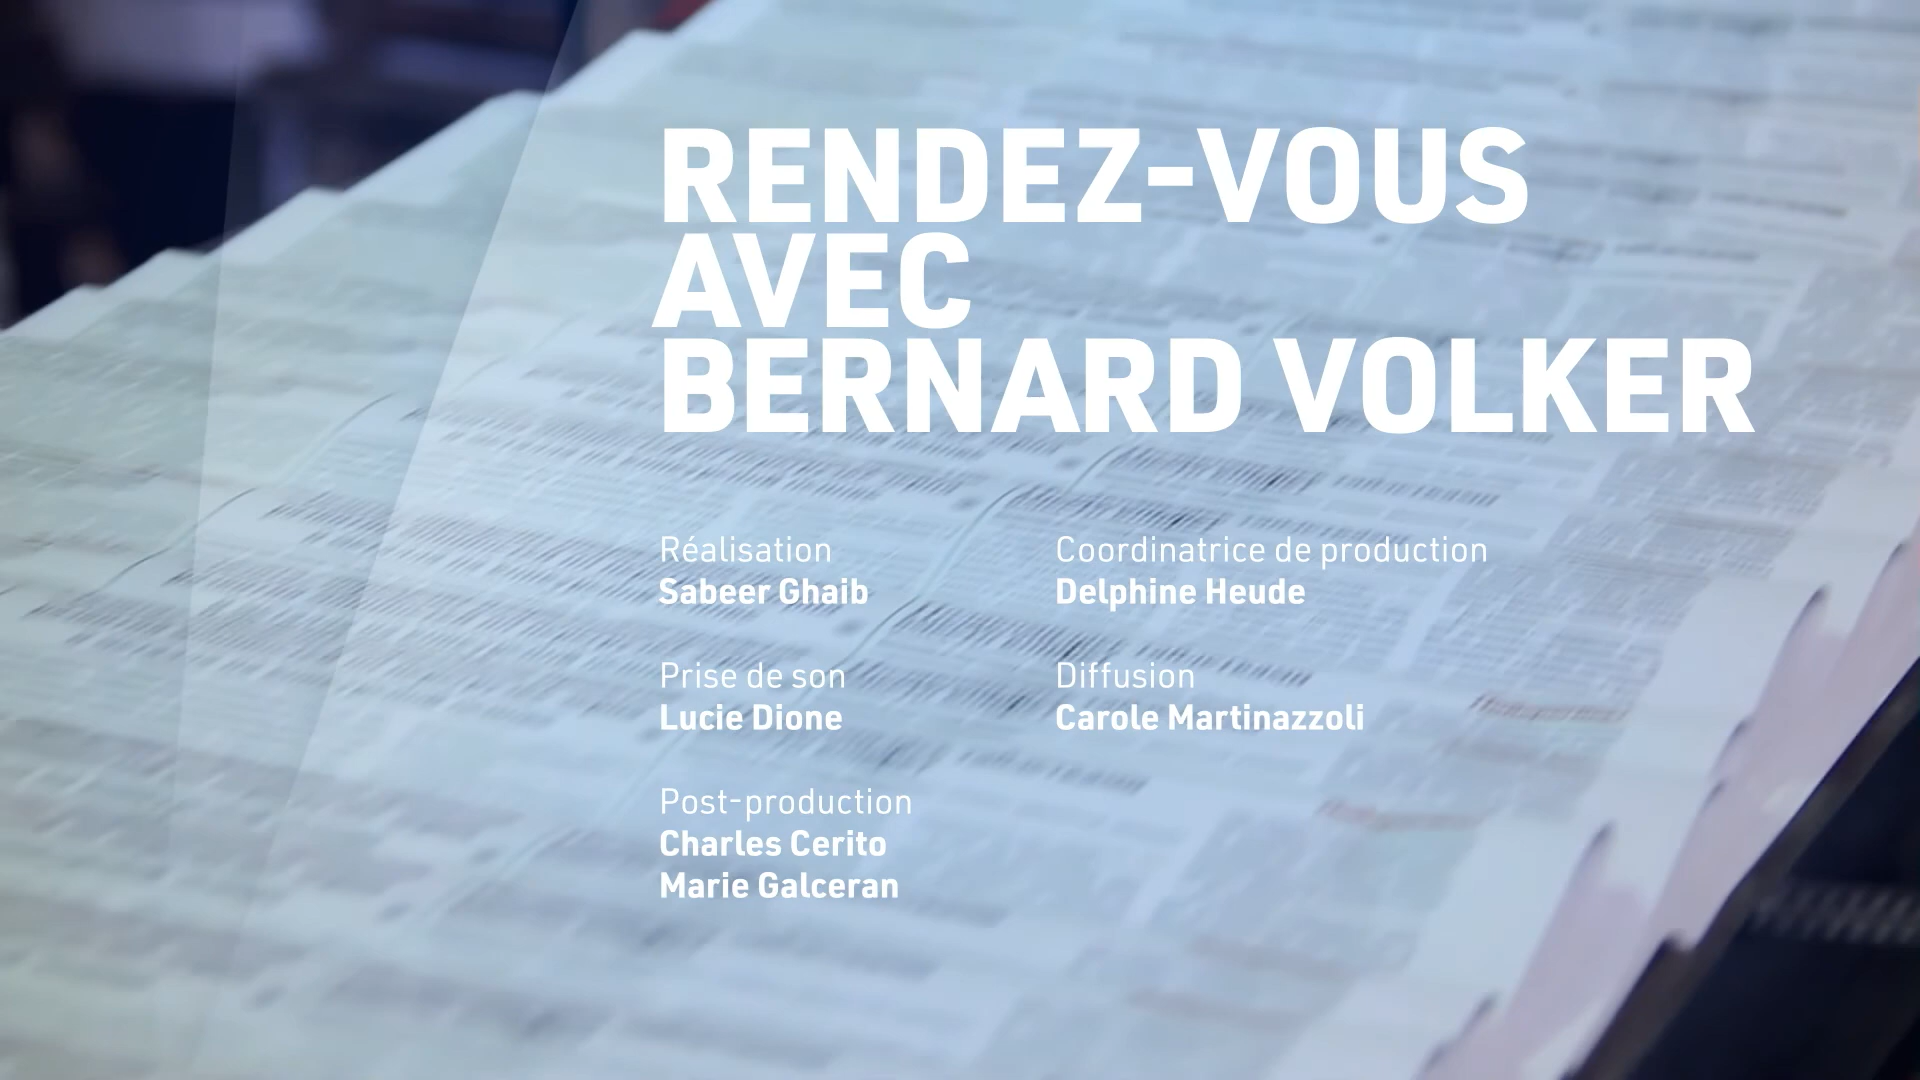 RENDEZ-VOUS
AVEC
BERNARD VOLKER
Réalisation
Sabeer Ghaib
Prise de son
Lucie Dione
Post-production
Charles Cerito
Marie Galceran
Coordinatrice de production
Delphine Heude
Diffusion
Carole Martinazzoli